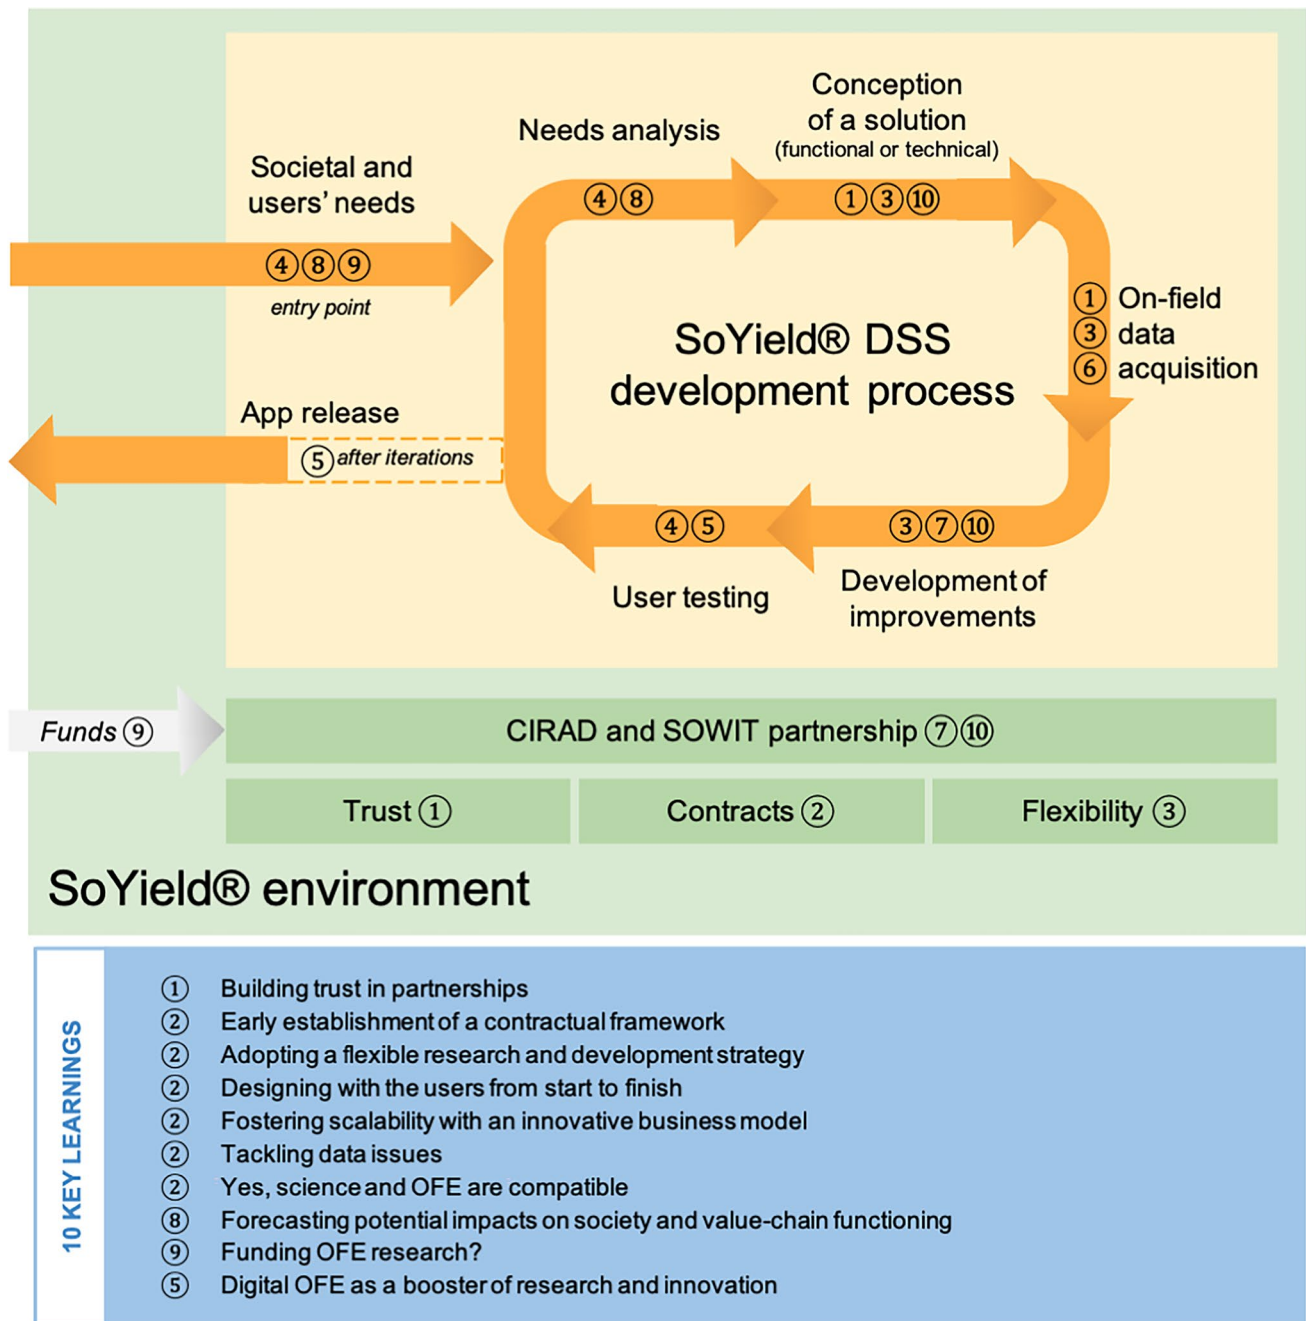 Conception
of a solution
(functional or technical)
Needs analysis
Societal and
users' needs
④⑧
①③⑩
④⑧⑨
entry point
① On-field
③ data
⑥ acquisition
SoYield® DSS
development process
App release
⑤ after iterations
④⑤
③⑦⑩
User testing
Development of
improvements
Funds ⑨
CIRAD and SOWIT partnership ⑦⑩
Trust ①
Contracts ②
Flexibility ③
SoYield® environment
10 KEY LEARNINGS
① Building trust in partnerships
② Early establishment of a contractual framework
② Adopting a flexible research and development strategy
② Designing with the users from start to finish
② Fostering scalability with an innovative business model
② Tackling data issues
② Yes, science and OFE are compatible
⑧ Forecasting potential impacts on society and value-chain functioning
⑨ Funding OFE research?
⑤ Digital OFE as a booster of research and innovation